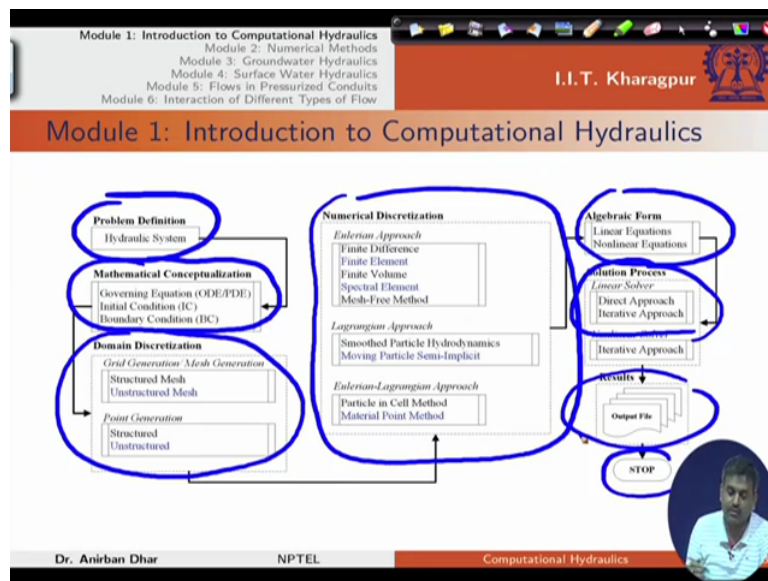 Module 1: Introduction to Computational Hydraulics
Module 2: Numerical Methods
Module 3: Groundwater Hydraulics
Module 4: Surface Water Hydraulics
Module 5: Flows in Pressurized Conduits
Module 6: Interaction of Different Types of Flow
I.I.T. Kharagpur
Module 1: Introduction to Computational Hydraulics
Problem Definition
Hydraulic System
Mathematical Conceptualization
Governing Equation (ODE/PDE)
Initial Condition (IC)
Boundary Condition (BC)
Domain Discretization
Grid Generation/Mesh Generation
Structured Mesh
Unstructured Mesh
Point Generation
Structured
Unstructured
Numerical Discretization
Eulerian Approach
Finite Difference
Finite Element
Finite Volume
Spectral Element
Mesh-Free Method
Lagrangian Approach
Smoothed Particle Hydrodynamics
Moving Particle Semi-Implicit
Eulerian-Lagrangian Approach
Particle in Cell Method
Material Point Method
Algebraic Form
Linear Equations
Nonlinear Equations
Solution Process
Linear Solver
Direct Approach
Iterative Approach
Nonlinear Solver
Iterative Approach
Results
Output File
STOP
Dr. Anirban Dhar
NPTEL
Computational Hydraulics